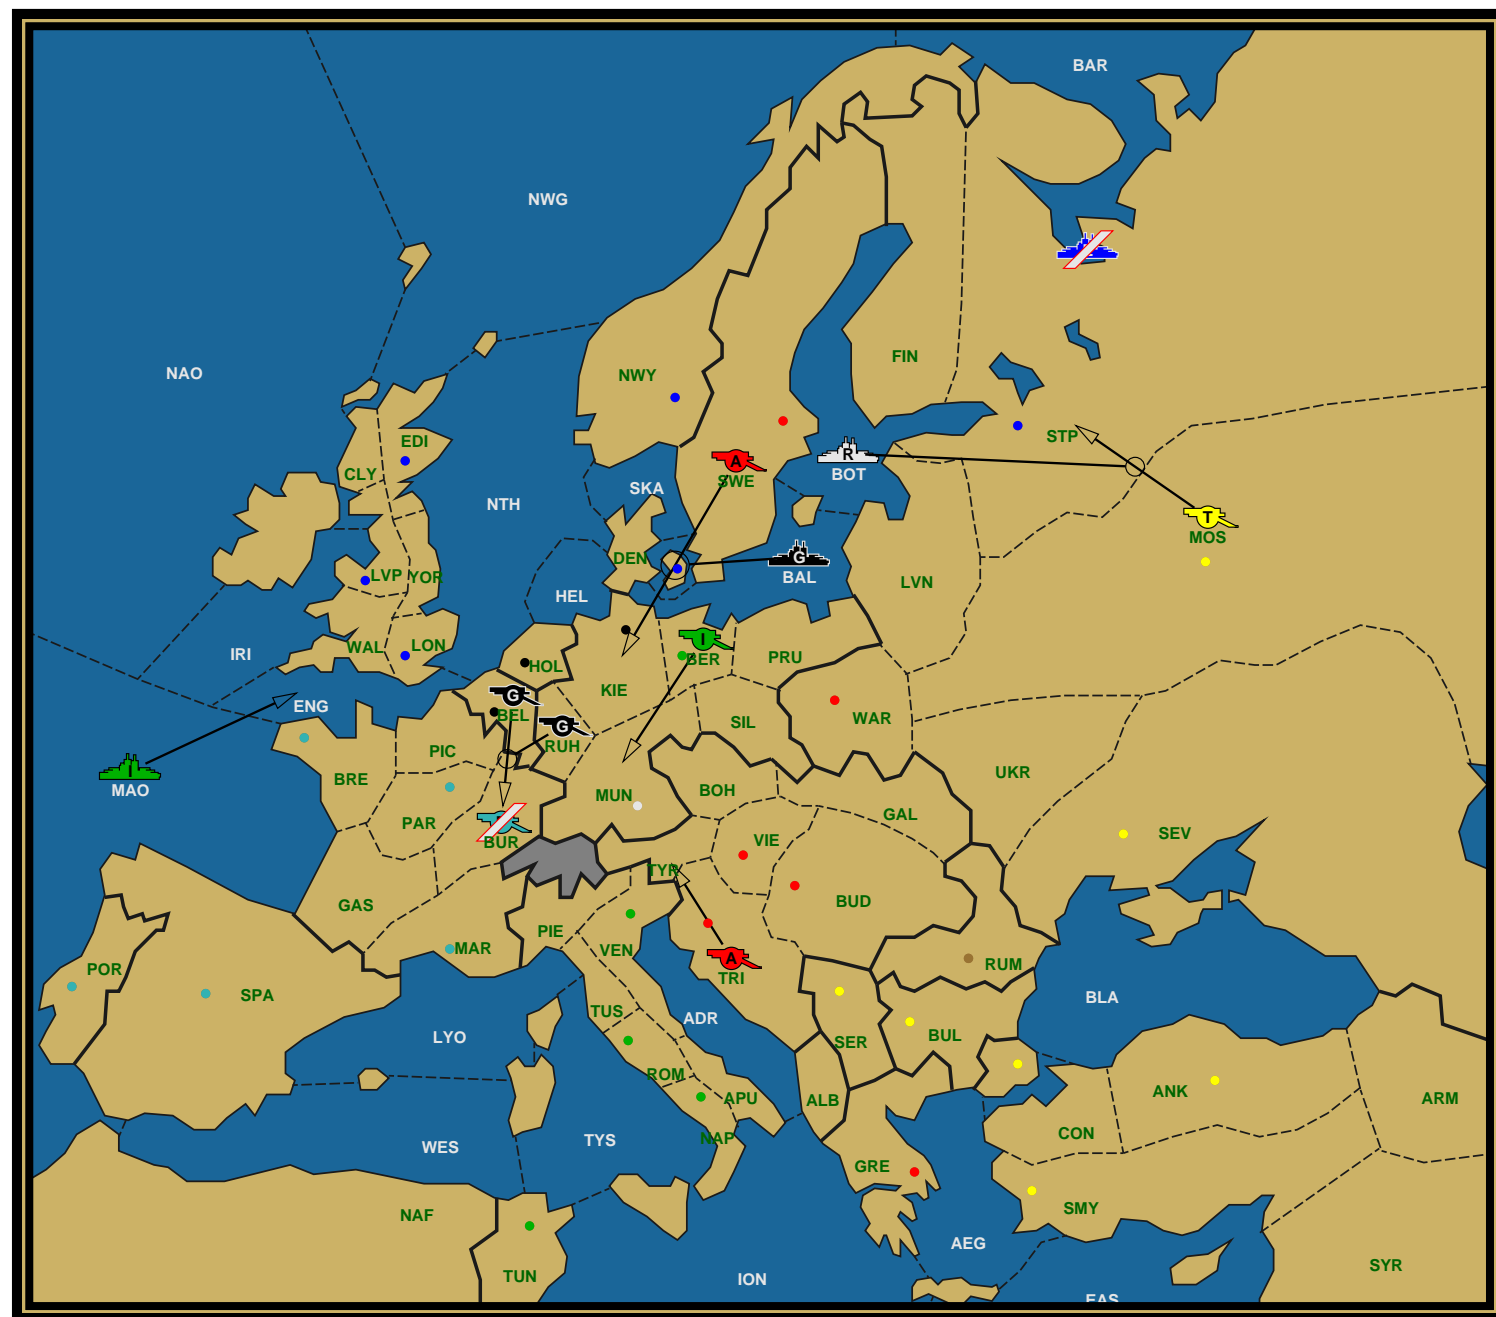 BAR
NWG
NAO
FIN
NWY
STP
EDI
CLY
A
SWE
R
BOT
SKA
NTH
T
MOS
DEN
G
BAL
LVP
YOR
LVN
HEL
I
BER
IRI
WAL
LON
HOL
PRU
KIE
G
BEL
ENG
G
RUH
SIL
WAR
PIC
BRE
I
MAO
UKR
MUN
BOH
PAR
GAL
BUR
VIE
SEV
TYR
GAS
BUD
PIE
VEN
MAR
A
TRI
RUM
POR
SPA
BLA
TUS
ADR
LYO
SER
BUL
ROM
APU
ALB
ANK
ARM
NAP
CON
WES
TYS
GRE
SMY
NAF
AEG
TUN
ION
SYR
EAS